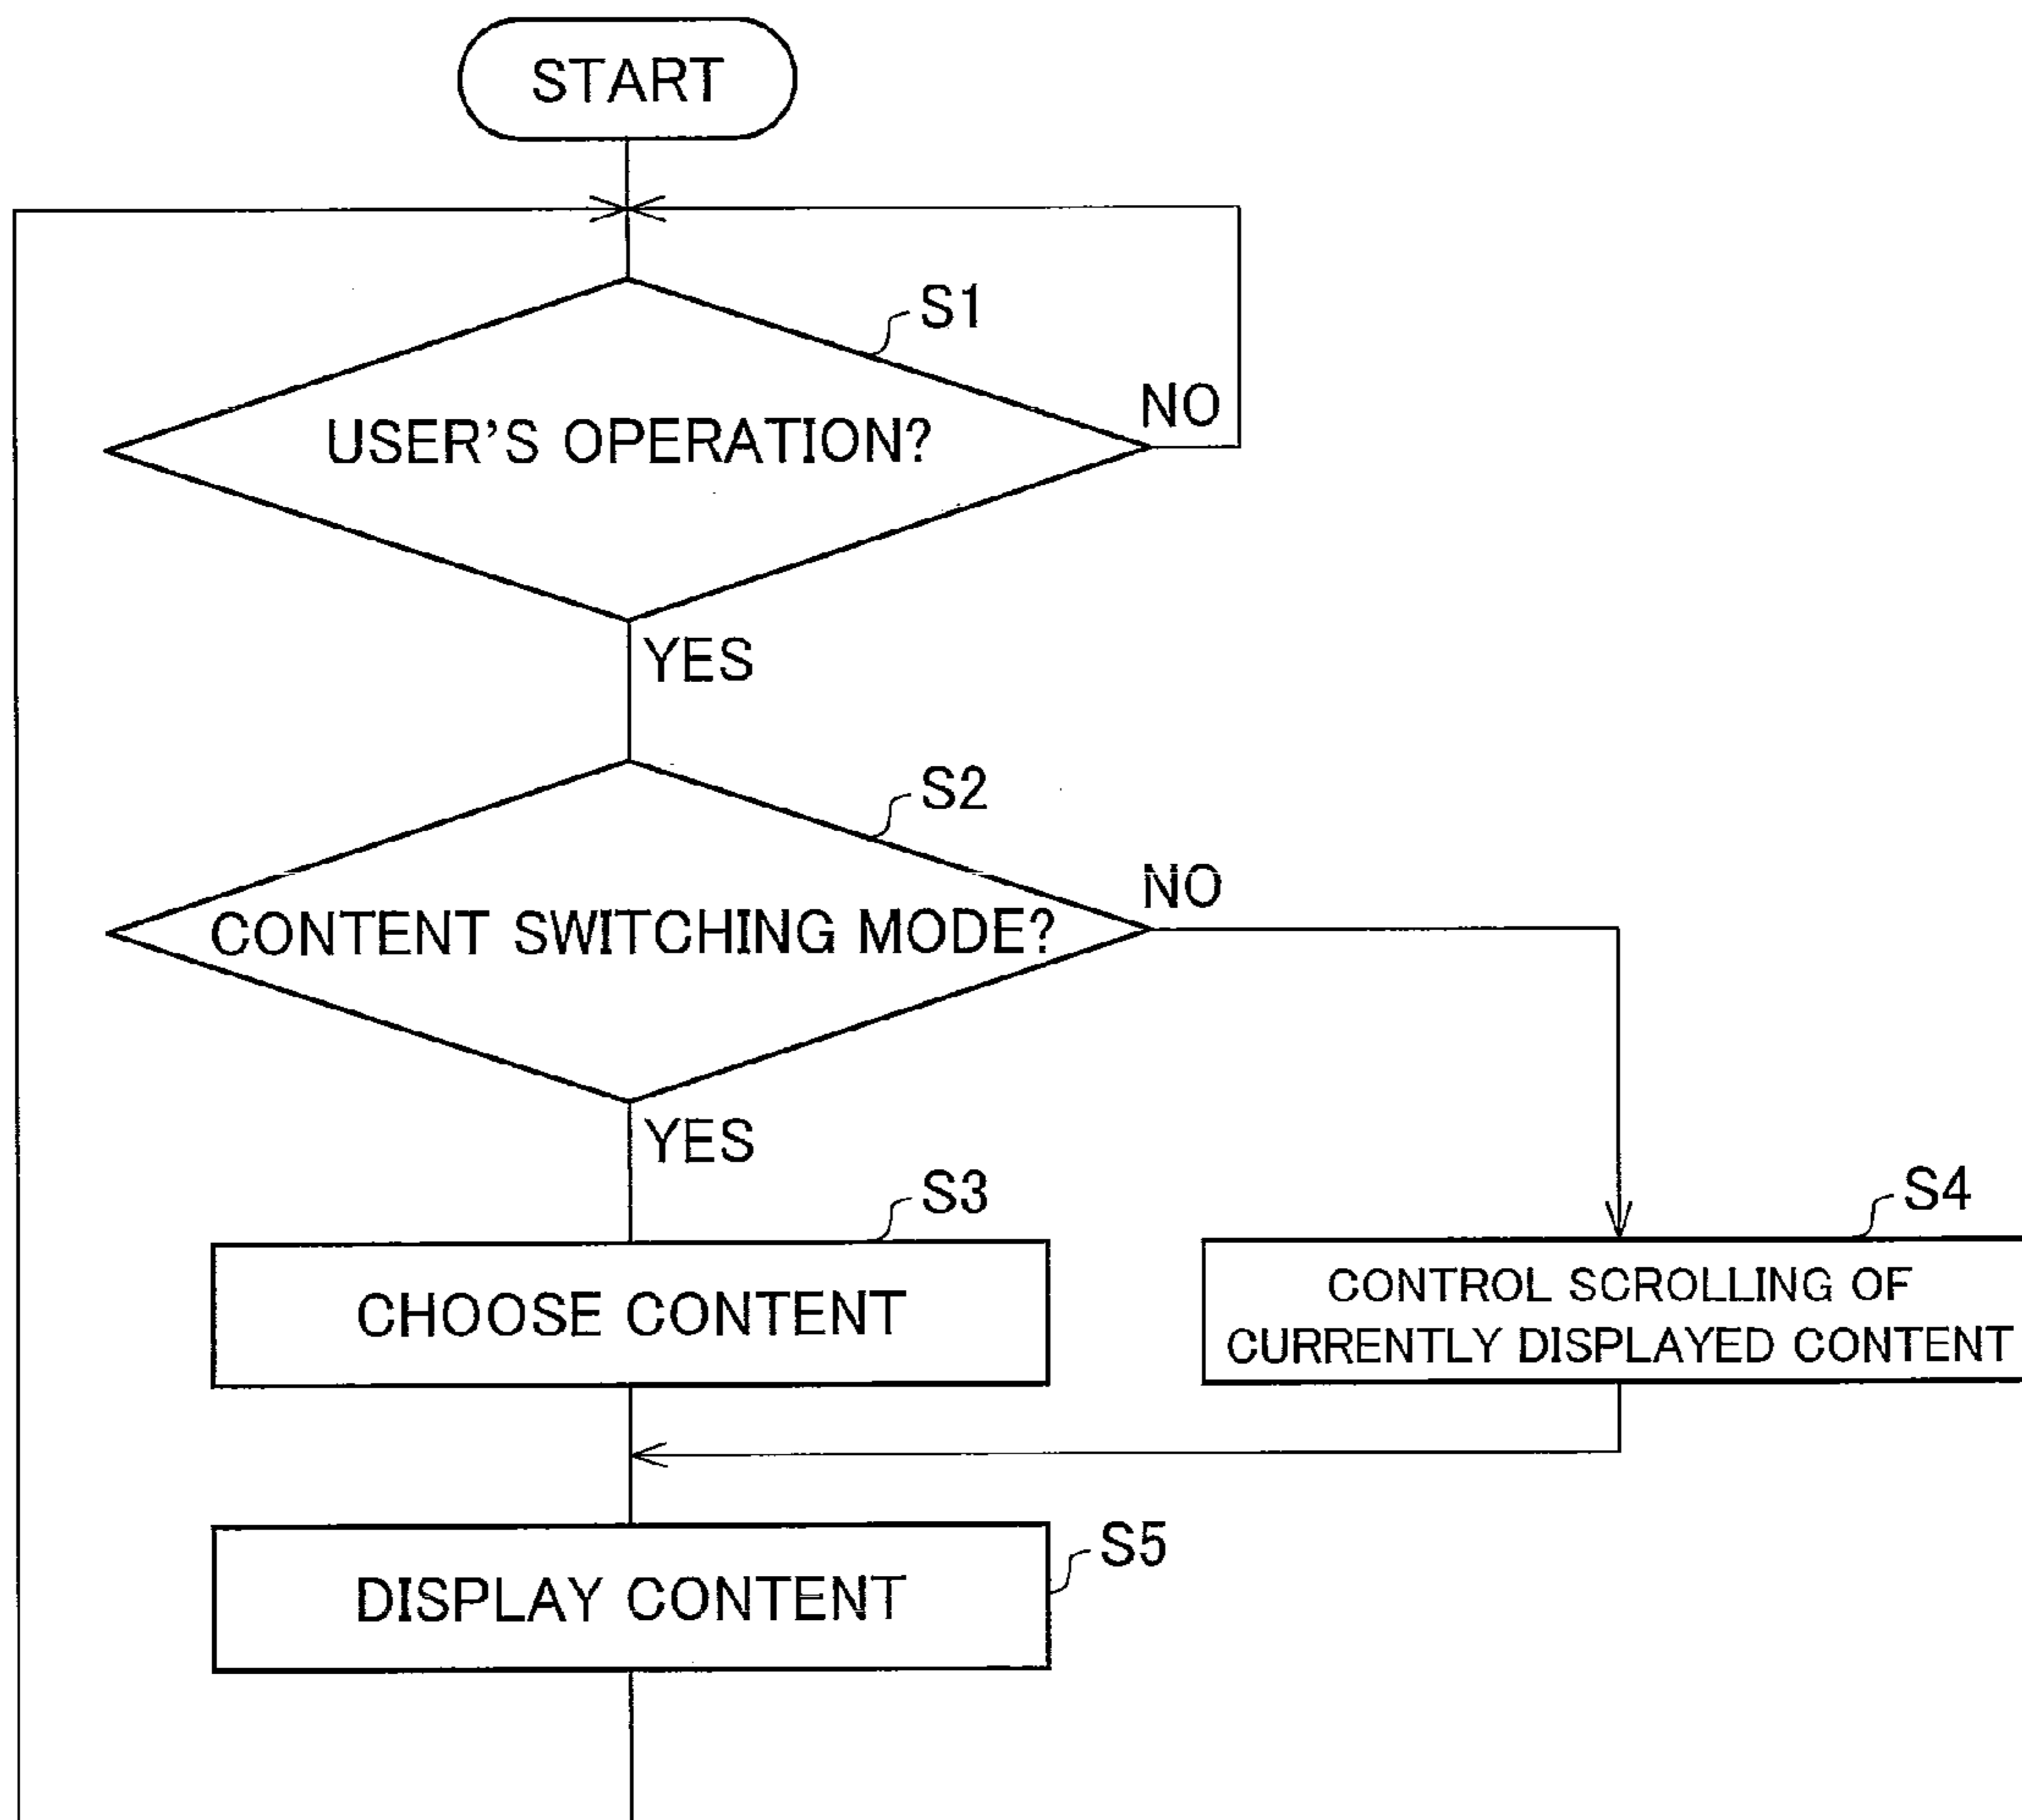 START
S1
USER'S OPERATION?
NO
YES
S2
CONTENT SWITCHING MODE?
NO
YES
S3
CHOOSE CONTENT
S4
CONTROL SCROLLING OF
CURRENTLY DISPLAYED CONTENT
S5
DISPLAY CONTENT